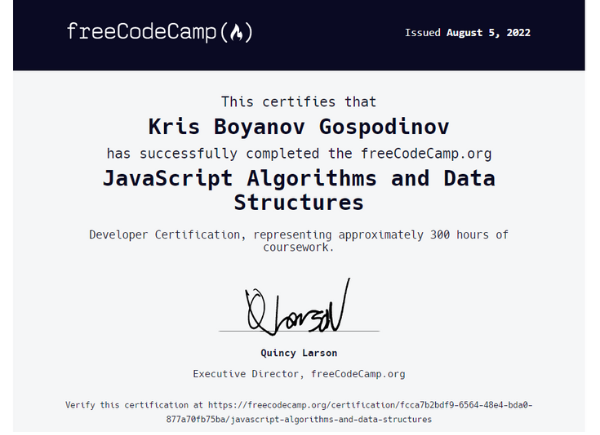 freeCodeCamp(🔥)
Issued August 5, 2022
This certifies that
Kris Boyanov Gospodinov
has successfully completed the freeCodeCamp.org
JavaScript Algorithms and Data
Structures
Developer Certification, representing approximately 300 hours of
coursework.
QLarson
Quincy Larson
Executive Director, freeCodeCamp.org
Verify this certification at https://freecodecamp.org/certification/fcca7b2bdf9-6564-48e4-bda0-
877a70fb75ba/javascript-algorithms-and-data-structures